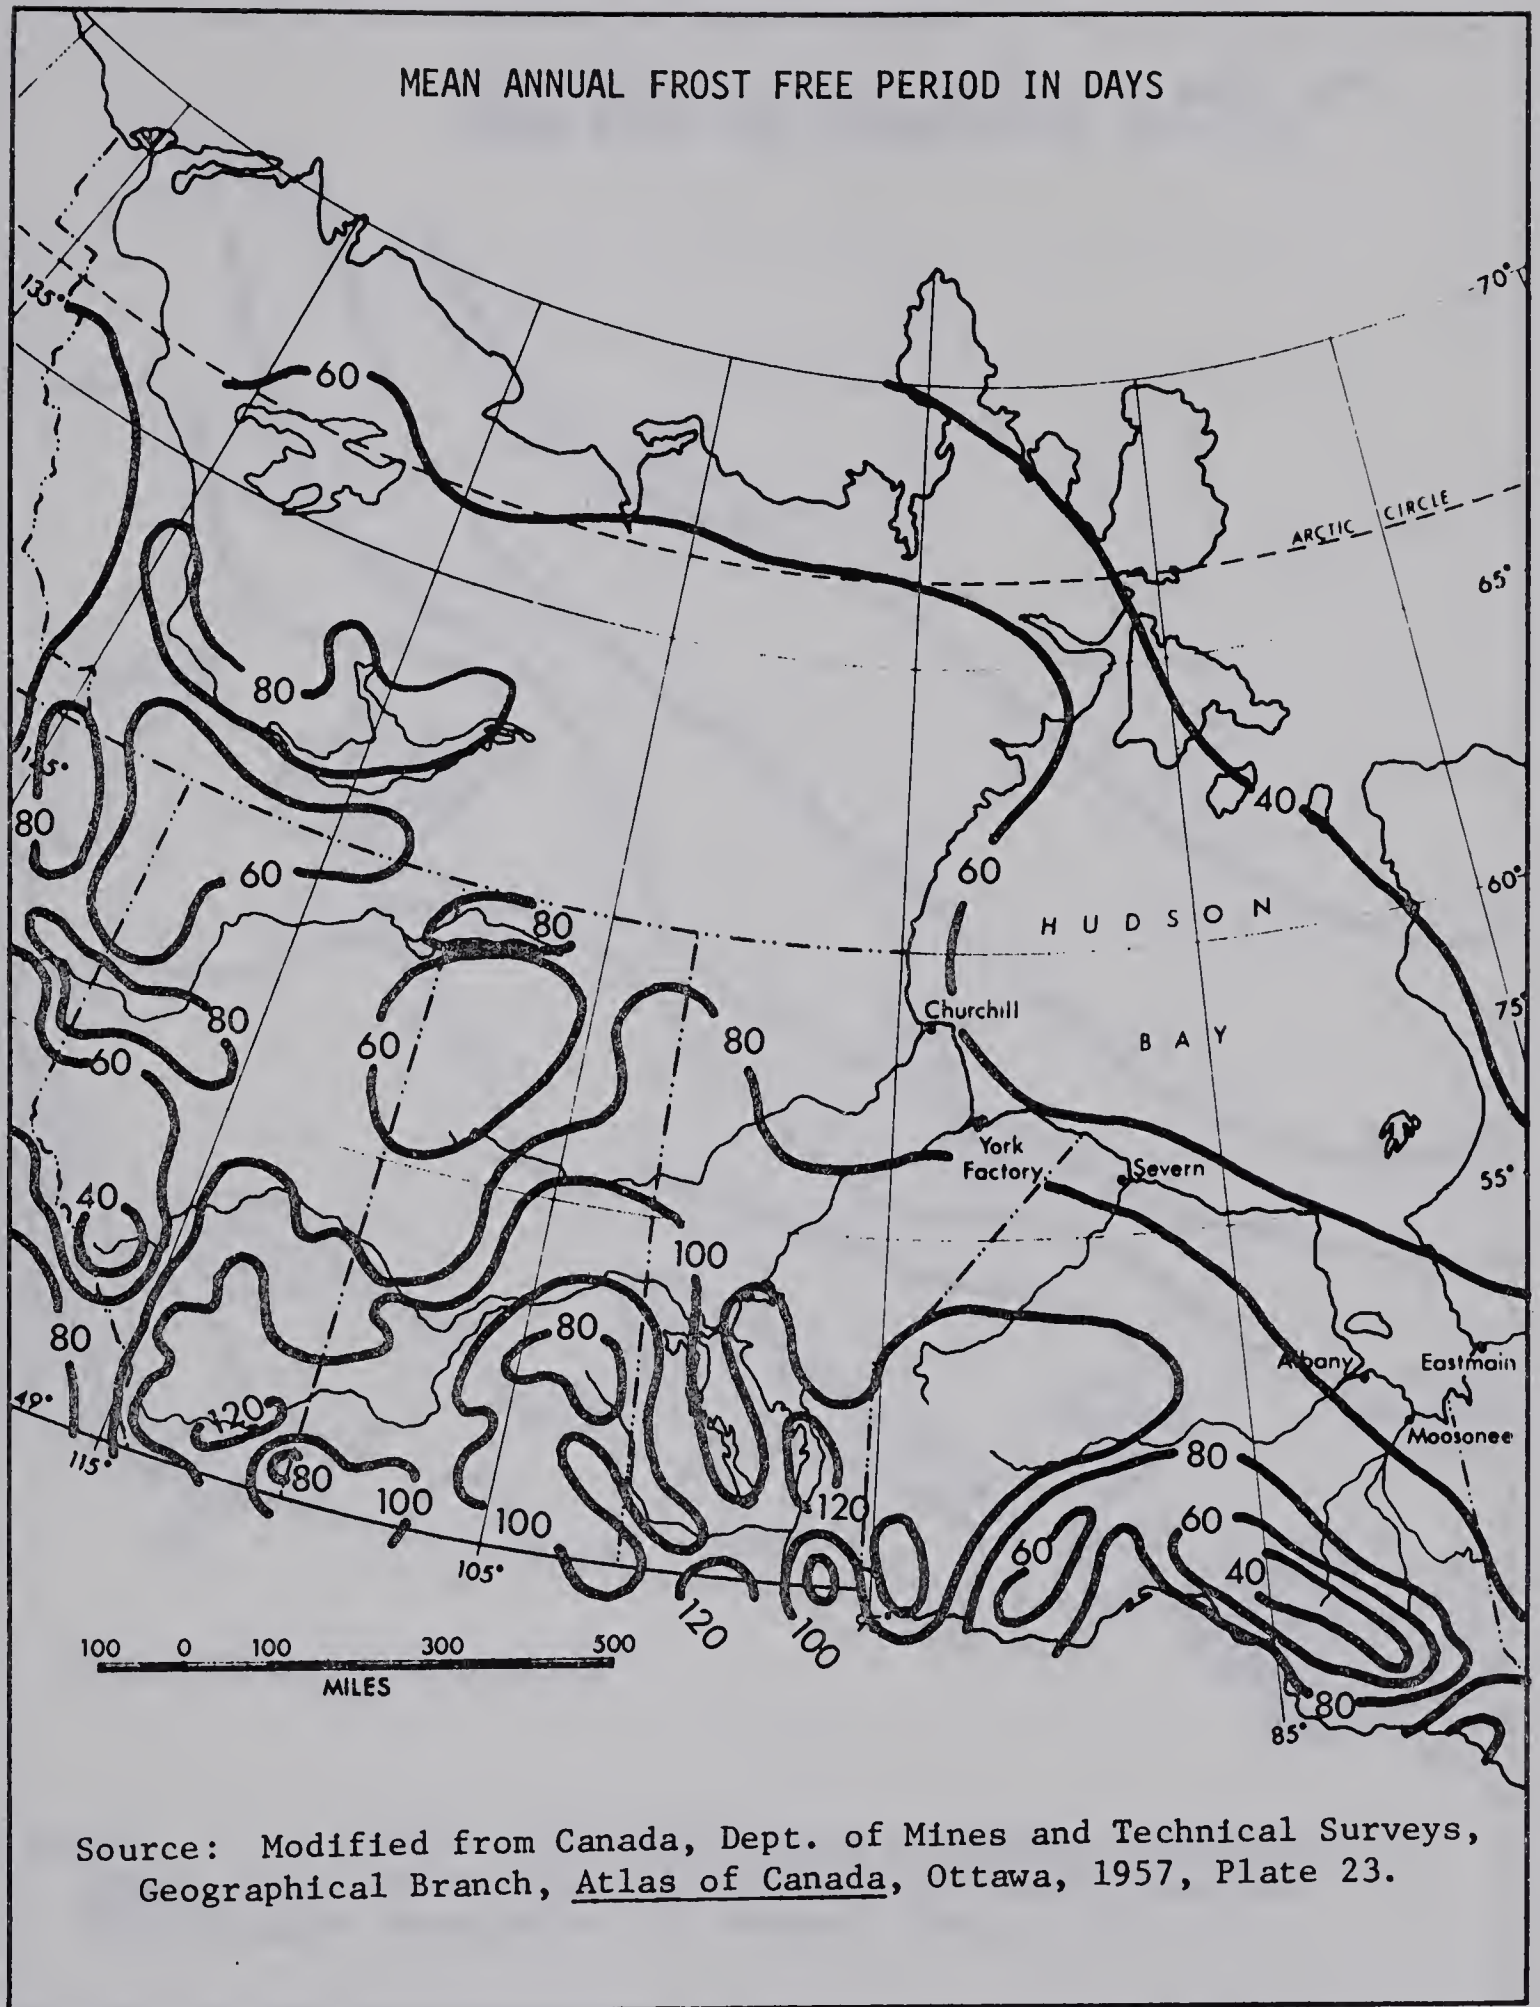 MEAN ANNUAL FROST FREE PERIOD IN DAYS
70°
135°
60
ARCTIC CIRCLE
65°
80
40
80
60
60
60°
80
HUDSON
75°
Churchill
80
60
80
BAY
60
York
Factory
Severn
55°
40
100
80
80
Albany
Eastmain
49°
120
Moosonee
115°
80
80
100
100
120
60
60
105°
40
120
100
100 0 100 300 500
MILES
80
85°
Source: Modified from Canada, Dept. of Mines and Technical Surveys,
Geographical Branch, Atlas of Canada, Ottawa, 1957, Plate 23.